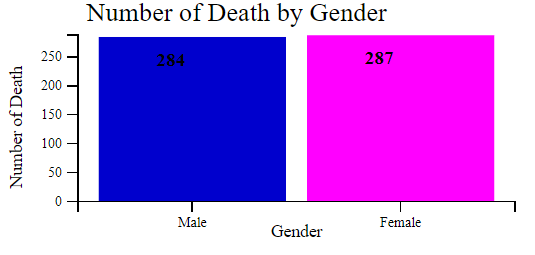 Number of Death by Gender
Number of Death
250
200
150
100
50
0
284
287
Male
Female
Gender